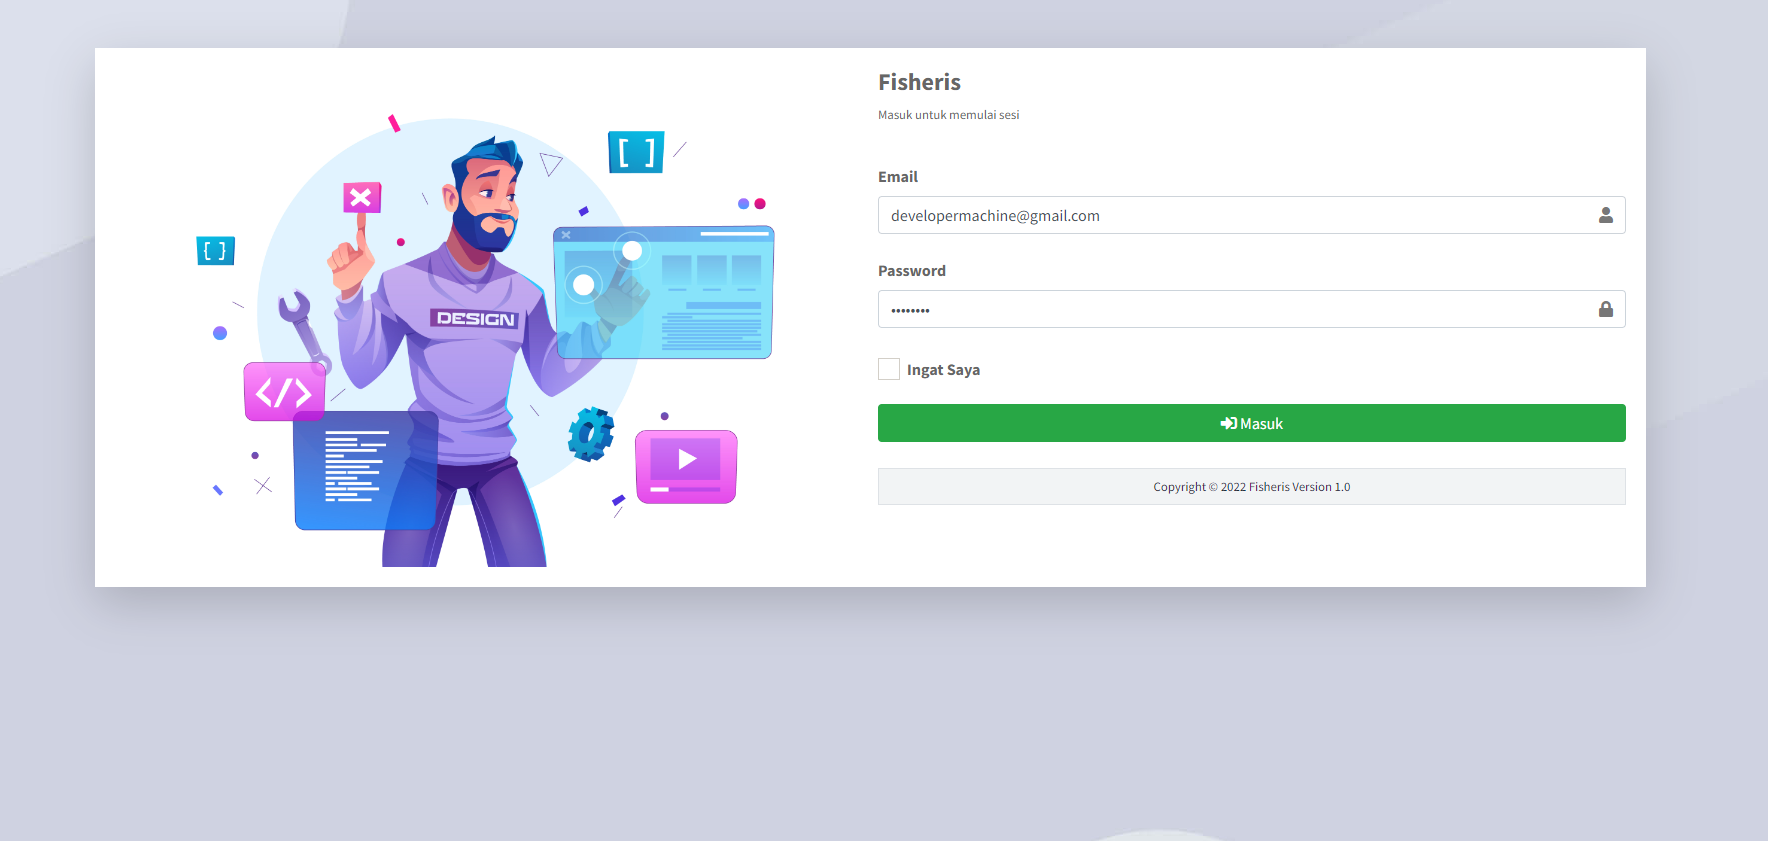 Fisheris
Masuk untuk memulai sesi
Email
developermachine@gmail.com
Password
••••••••
Ingat Saya
Masuk
Copyright © 2022 Fisheris Version 1.0
[ ]
{ }
DESIGN
</>